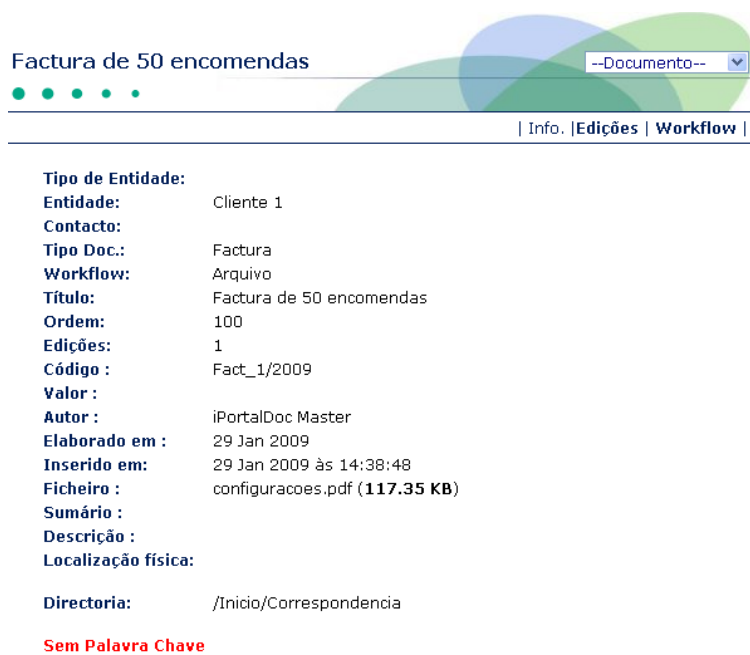 Factura de 50 encomendas
--Documento--
| Info. |Edições | Workflow |
Tipo de Entidade:
Entidade: Cliente 1
Contacto:
Tipo Doc.: Factura
Workflow: Arquivo
Título: Factura de 50 encomendas
Ordem: 100
Edições: 1
Código : Fact_1/2009
Valor :
Autor : iPortalDoc Master
Elaborado em : 29 Jan 2009
Inserido em: 29 Jan 2009 às 14:38:48
Ficheiro : configuracoes.pdf (117.35 KB)
Sumário :
Descrição :
Localização física:
Directoria: /Inicio/Correspondencia
Sem Palavra Chave